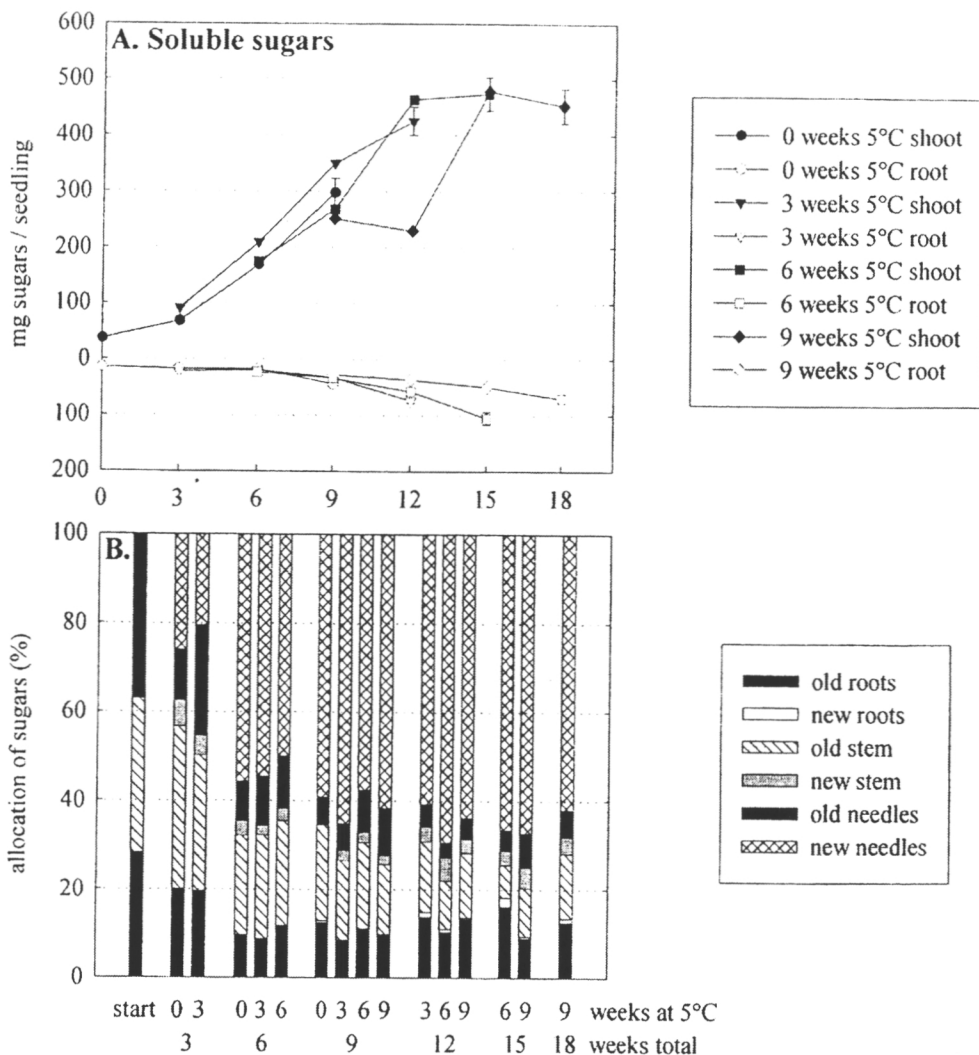 A. Soluble sugars
600
500
400
300
200
100
0
100
200
mg sugars / seedling
0 3 6 9 12 15 18
0 weeks 5°C shoot
0 weeks 5°C root
3 weeks 5°C shoot
3 weeks 5°C root
6 weeks 5°C shoot
6 weeks 5°C root
9 weeks 5°C shoot
9 weeks 5°C root
B.
100
80
60
40
20
0
allocation of sugars (%)
start 0 3 0 3 6 0 3 6 9 3 6 9 6 9 9 weeks at 5°C
3 6 9 12 15 18 weeks total
old roots
new roots
old stem
new stem
old needles
new needles